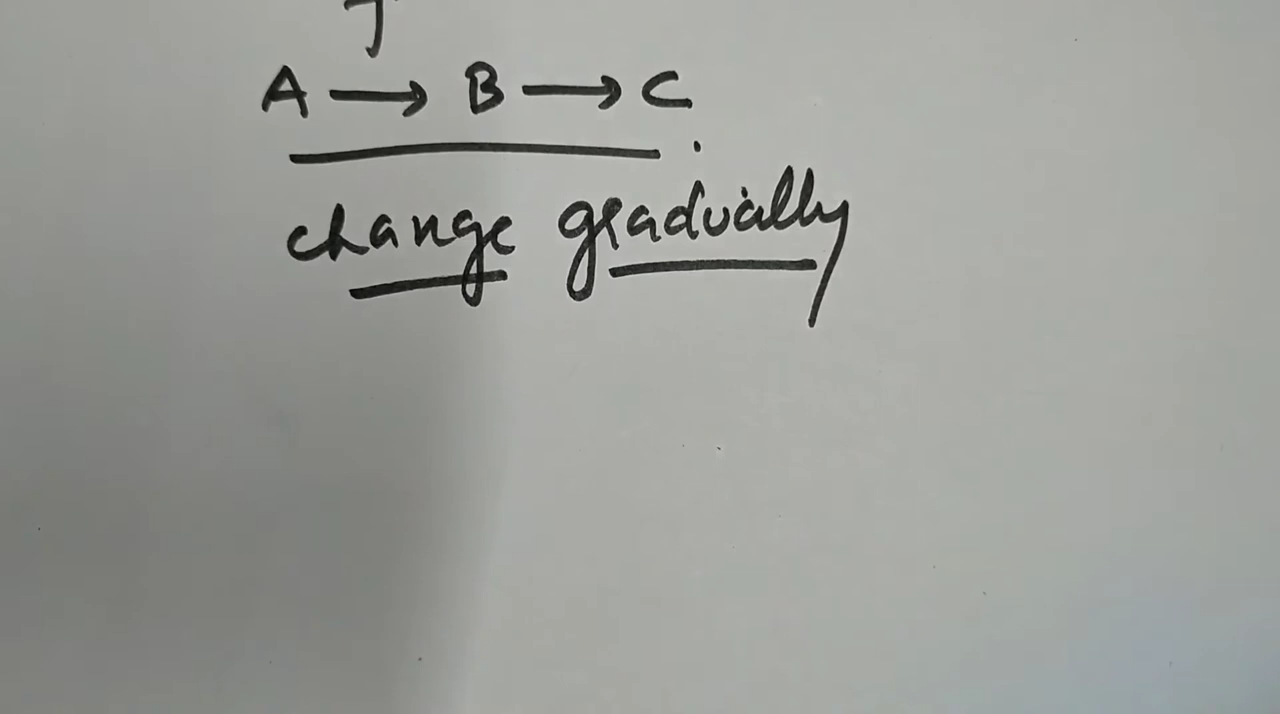 A → B → C.
change gradually